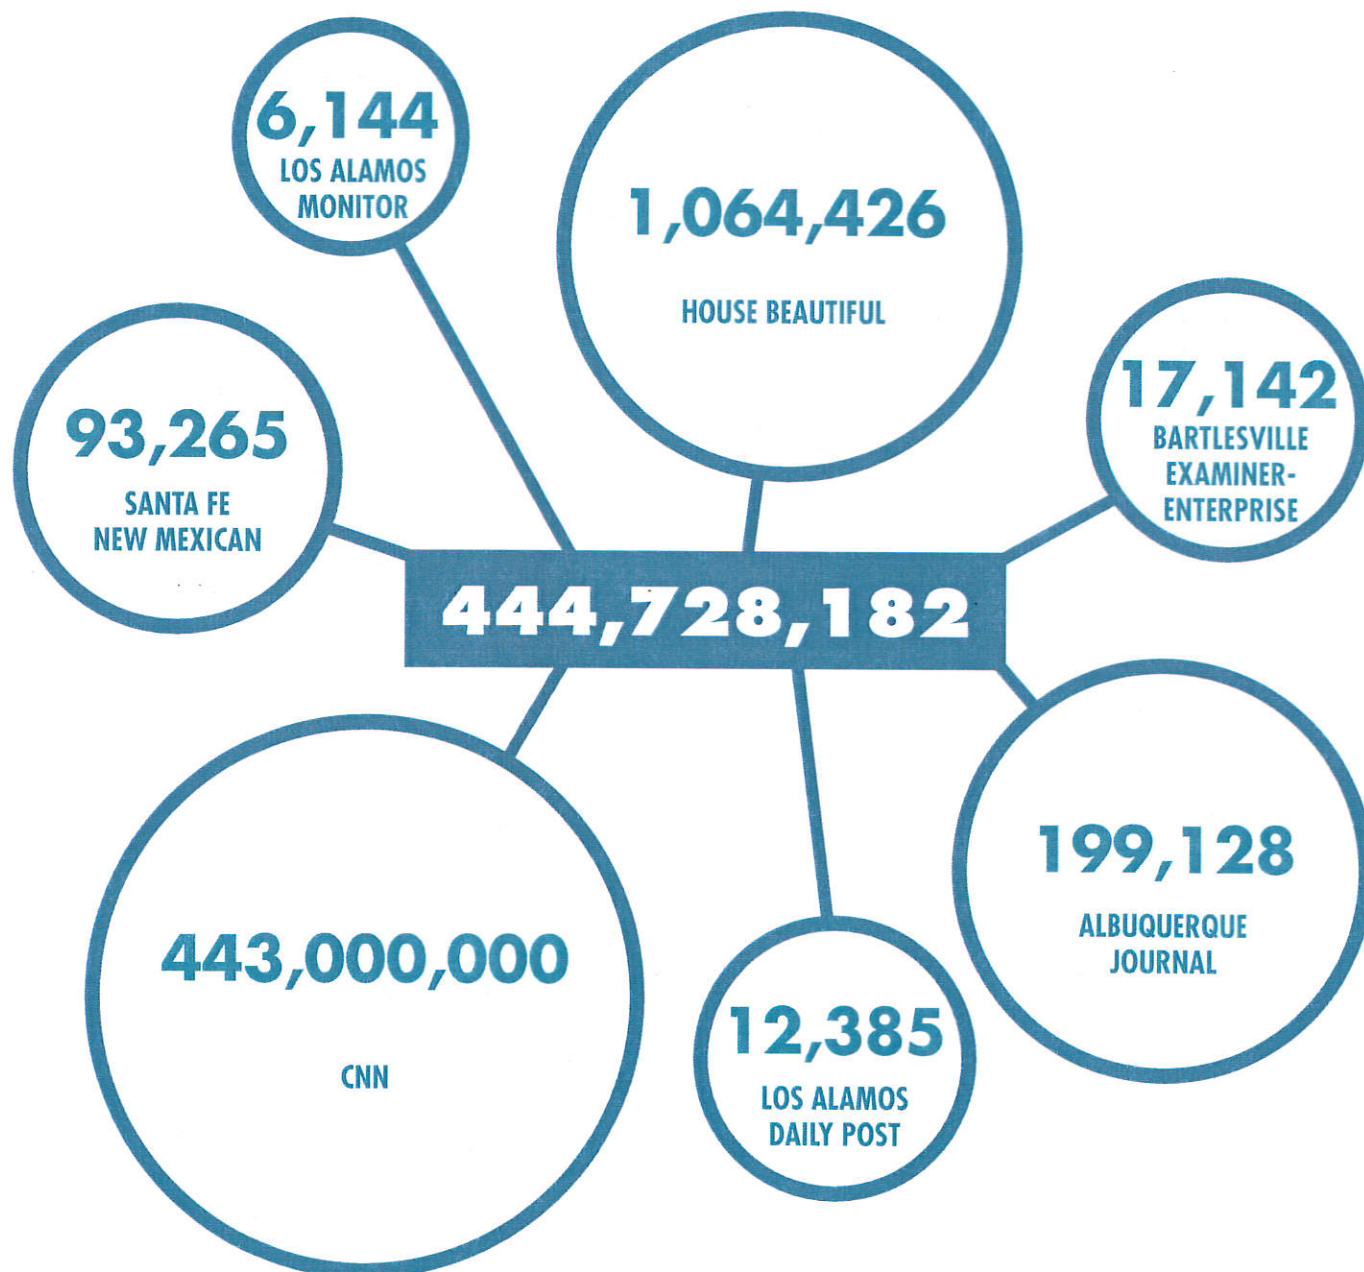 6,144
LOS ALAMOS
MONITOR
1,064,426
HOUSE BEAUTIFUL
17,142
BARTLESVILLE
EXAMINER-
ENTERPRISE
93,265
SANTA FE
NEW MEXICAN
444,728,182
443,000,000
CNN
12,385
LOS ALAMOS
DAILY POST
199,128
ALBUQUERQUE
JOURNAL